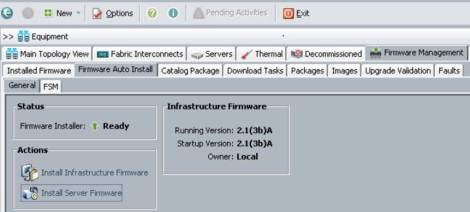 New Options Pending Activities Exit
>> Equipment
Main Topology View Fabric Interconnects Servers Thermal Decommissioned Firmware Management
Installed Firmware Firmware Auto Install Catalog Package Download Tasks Packages Images Upgrade Validation Faults
General FSM
Status
Firmware Installer: Ready
Actions
Install Infrastructure Firmware
Install Server Firmware
Infrastructure Firmware
Running Version: 2.1(3b)A
Startup Version: 2.1(3b)A
Owner: Local